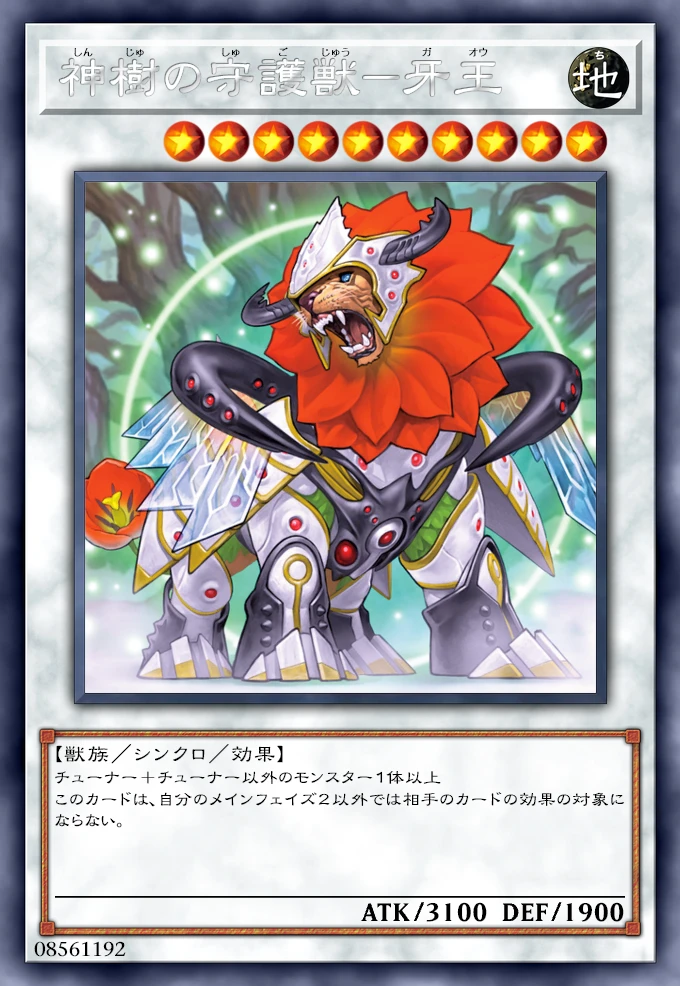 しん じゅ しゅ ご じゅう ガ オウ
神樹の守護獣－牙王
ち
地
【獣族／シンクロ／効果】
チューナー＋チューナー以外のモンスター１体以上
このカードは、自分のメインフェイズ２以外では相手のカードの効果の対象に
ならない。
ATK/3100 DEF/1900
08561192